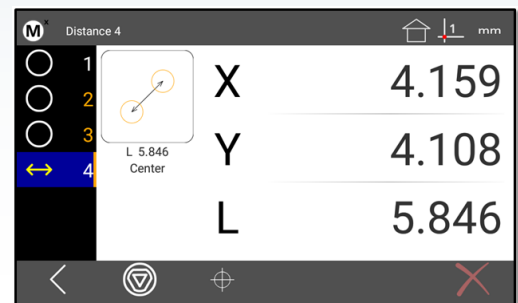 M x Distance 4 1 mm
1 X 4.159
2
3 Y 4.108
L 5.846
4 Center
L 5.846